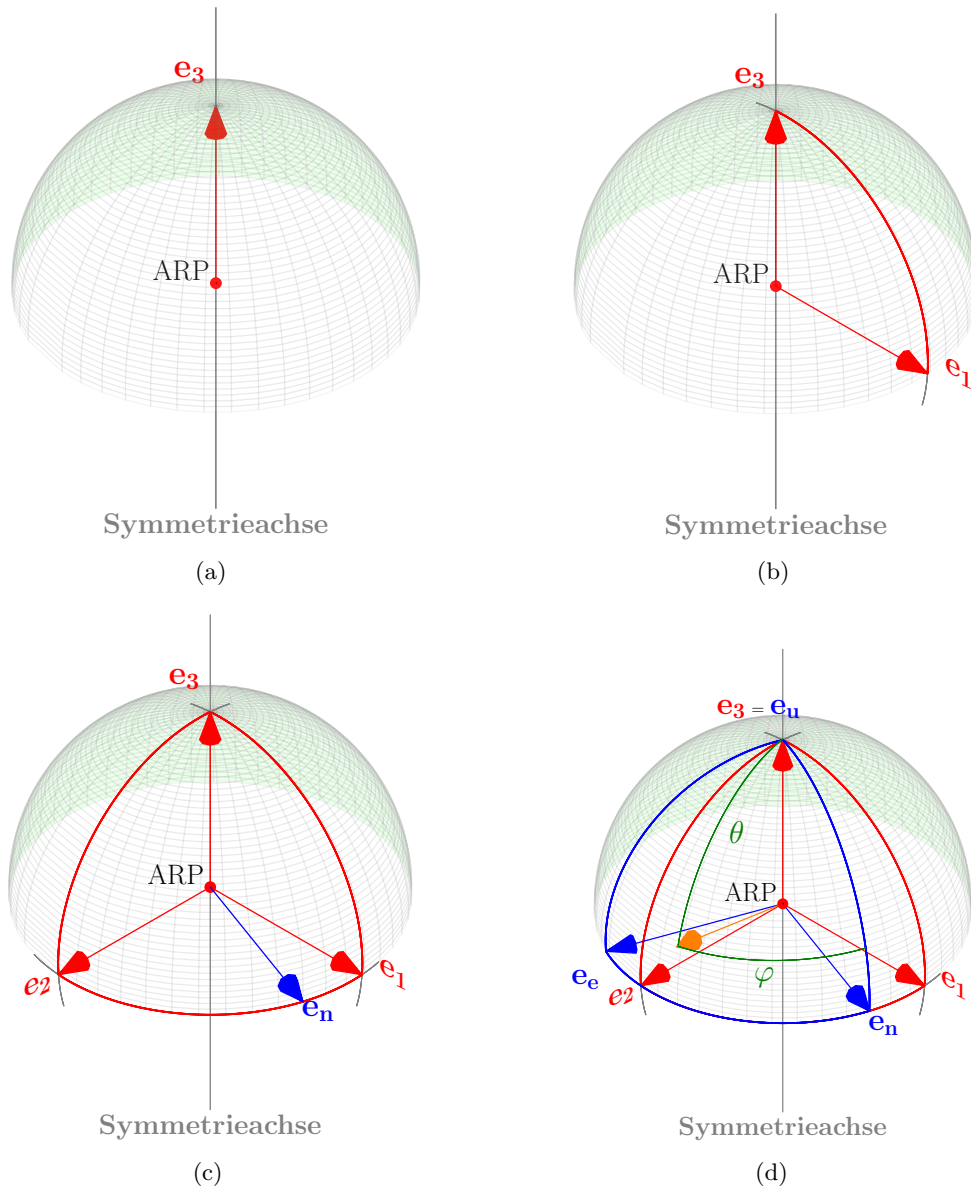 e₃
ARP
Symmetrieachse
(a)
e₃
ARP
e₁
Symmetrieachse
(b)
e₃
ARP
e₂
e₁
eₙ
Symmetrieachse
(c)
e₃ = eᵤ
θ
ARP
φ
eₑ
e₂
e₁
eₙ
Symmetrieachse
(d)